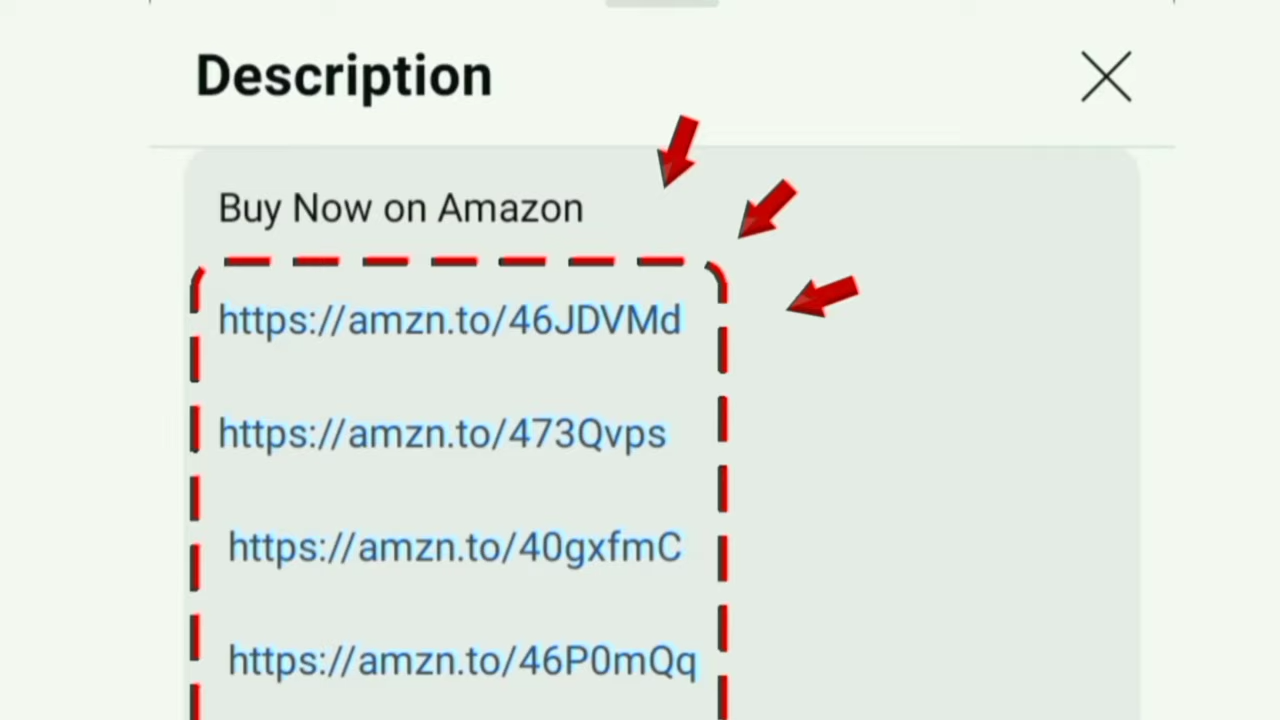 Description
Buy Now on Amazon
https://amzn.to/46JDVMd
https://amzn.to/473Qvps
https://amzn.to/40gxfmC
https://amzn.to/46P0mQq